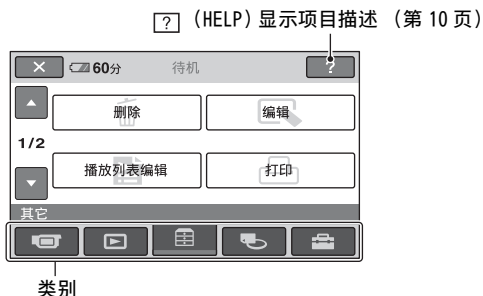 ? (HELP) 显示项目描述 (第 10 页)
× 60分 待机 ?
删除 编辑
1/2
播放列表编辑 打印
其它
类别